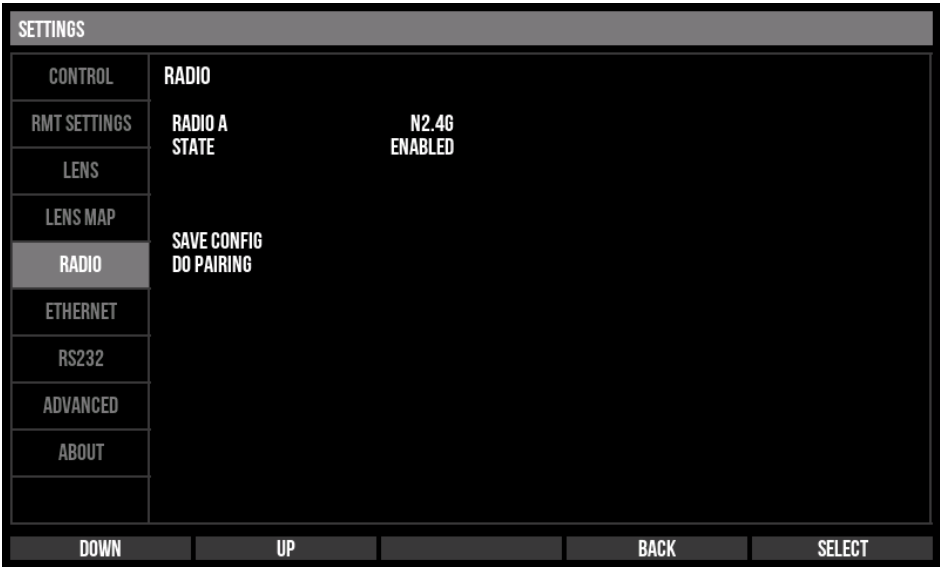 SETTINGS
CONTROL
RMT SETTINGS
LENS
LENS MAP
RADIO
ETHERNET
RS232
ADVANCED
ABOUT
RADIO
RADIO A N2.4G
STATE ENABLED
SAVE CONFIG
DO PAIRING
DOWN UP BACK SELECT